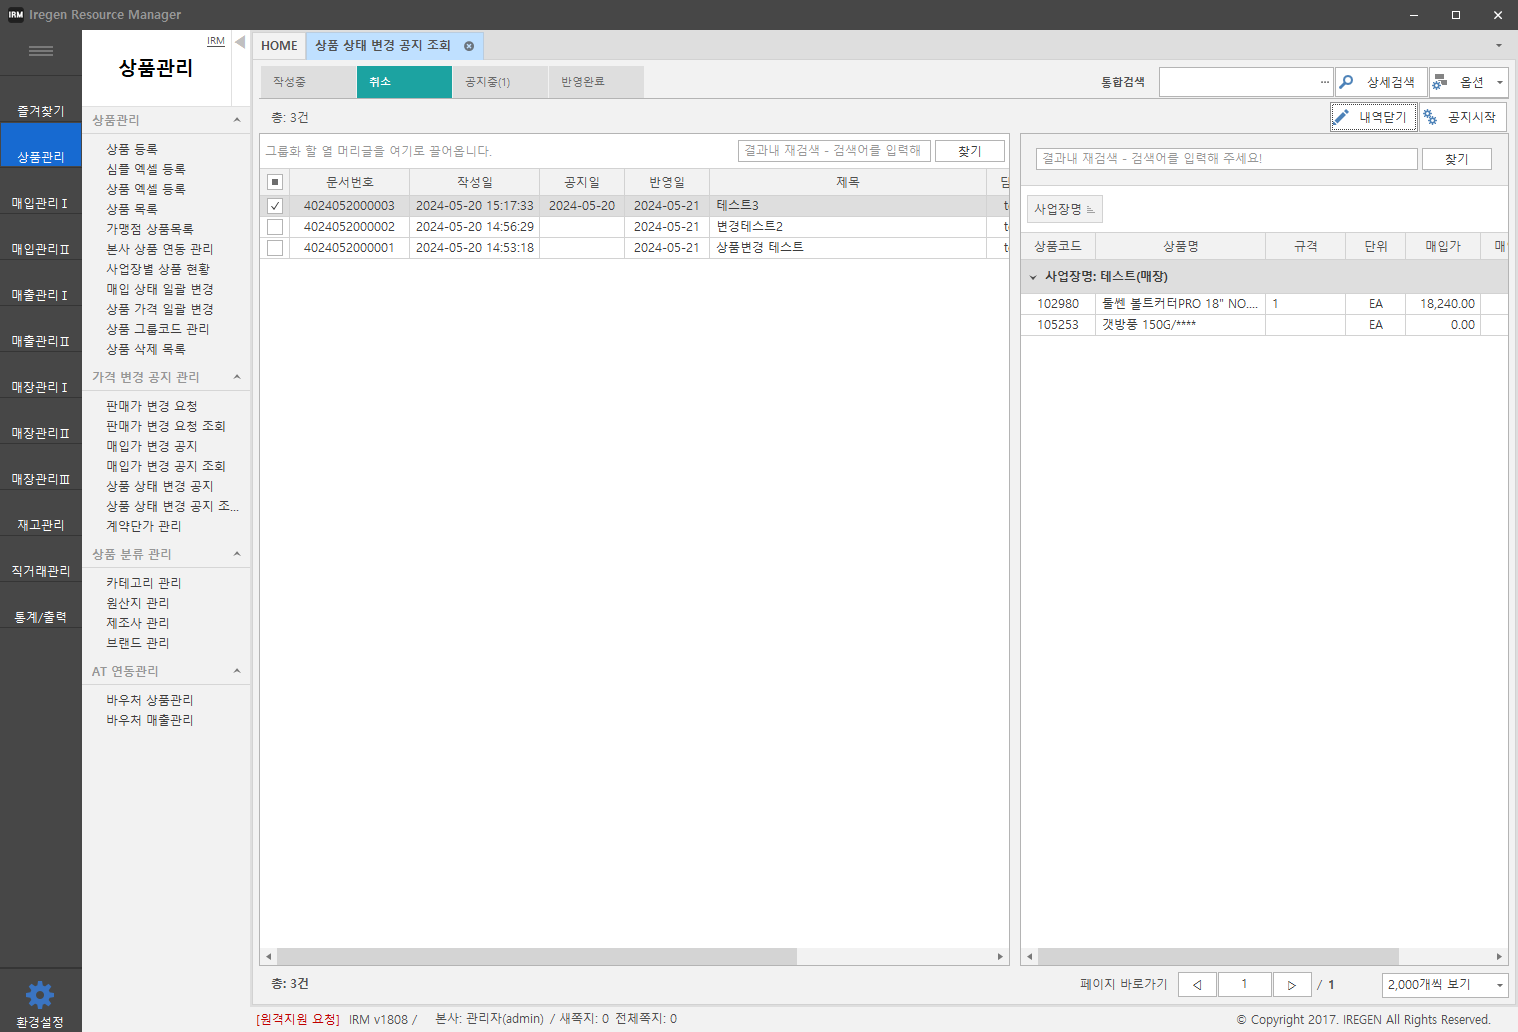 IRM Iregen Resource Manager
즐겨찾기
상품관리
매입관리 I
매입관리 II
매출관리 I
매출관리 II
매장관리 I
매장관리 II
매장관리 III
재고관리
직거래관리
통계/출력
환경설정
IRM
상품관리
상품관리
상품 등록
심플 엑셀 등록
상품 엑셀 등록
상품 목록
가맹점 상품목록
본사 상품 연동 관리
사업장별 상품 현황
매입 상태 일괄 변경
상품 가격 일괄 변경
상품 그룹코드 관리
상품 삭제 목록
가격 변경 공지 관리
판매가 변경 요청
판매가 변경 요청 조회
매입가 변경 공지
매입가 변경 공지 조회
상품 상태 변경 공지
상품 상태 변경 공지 조...
계약단가 관리
상품 분류 관리
카테고리 관리
원산지 관리
제조사 관리
브랜드 관리
AT 연동관리
바우처 상품관리
바우처 매출관리
HOME 상품 상태 변경 공지 조회
작성중 취소 공지중(1) 반영완료 통합검색 ... 상세검색 옵션
총: 3건 내역닫기 공지시작
그룹화 할 열 머리글을 여기로 끌어옵니다. 결과내 재검색 - 검색어를 입력해 찾기
문서번호 작성일 공지일 반영일 제목
4024052000003 2024-05-20 15:17:33 2024-05-20 2024-05-21 테스트3
4024052000002 2024-05-20 14:56:29 2024-05-21 변경테스트2
4024052000001 2024-05-20 14:53:18 2024-05-21 상품변경 테스트
결과내 재검색 - 검색어를 입력해 주세요! 찾기
사업장명
상품코드 상품명 규격 단위 매입가 매
사업장명: 테스트(매장)
102980 툴쎈 볼트커터PRO 18" NO.... 1 EA 18,240.00
105253 갯방풍 150G/**** EA 0.00
총: 3건 페이지 바로가기 1 / 1 2,000개씩 보기
[원격지원 요청] IRM v1808 / 본사: 관리자(admin) / 새쪽지: 0 전체쪽지: 0 © Copyright 2017. IREGEN All Rights Reserved.